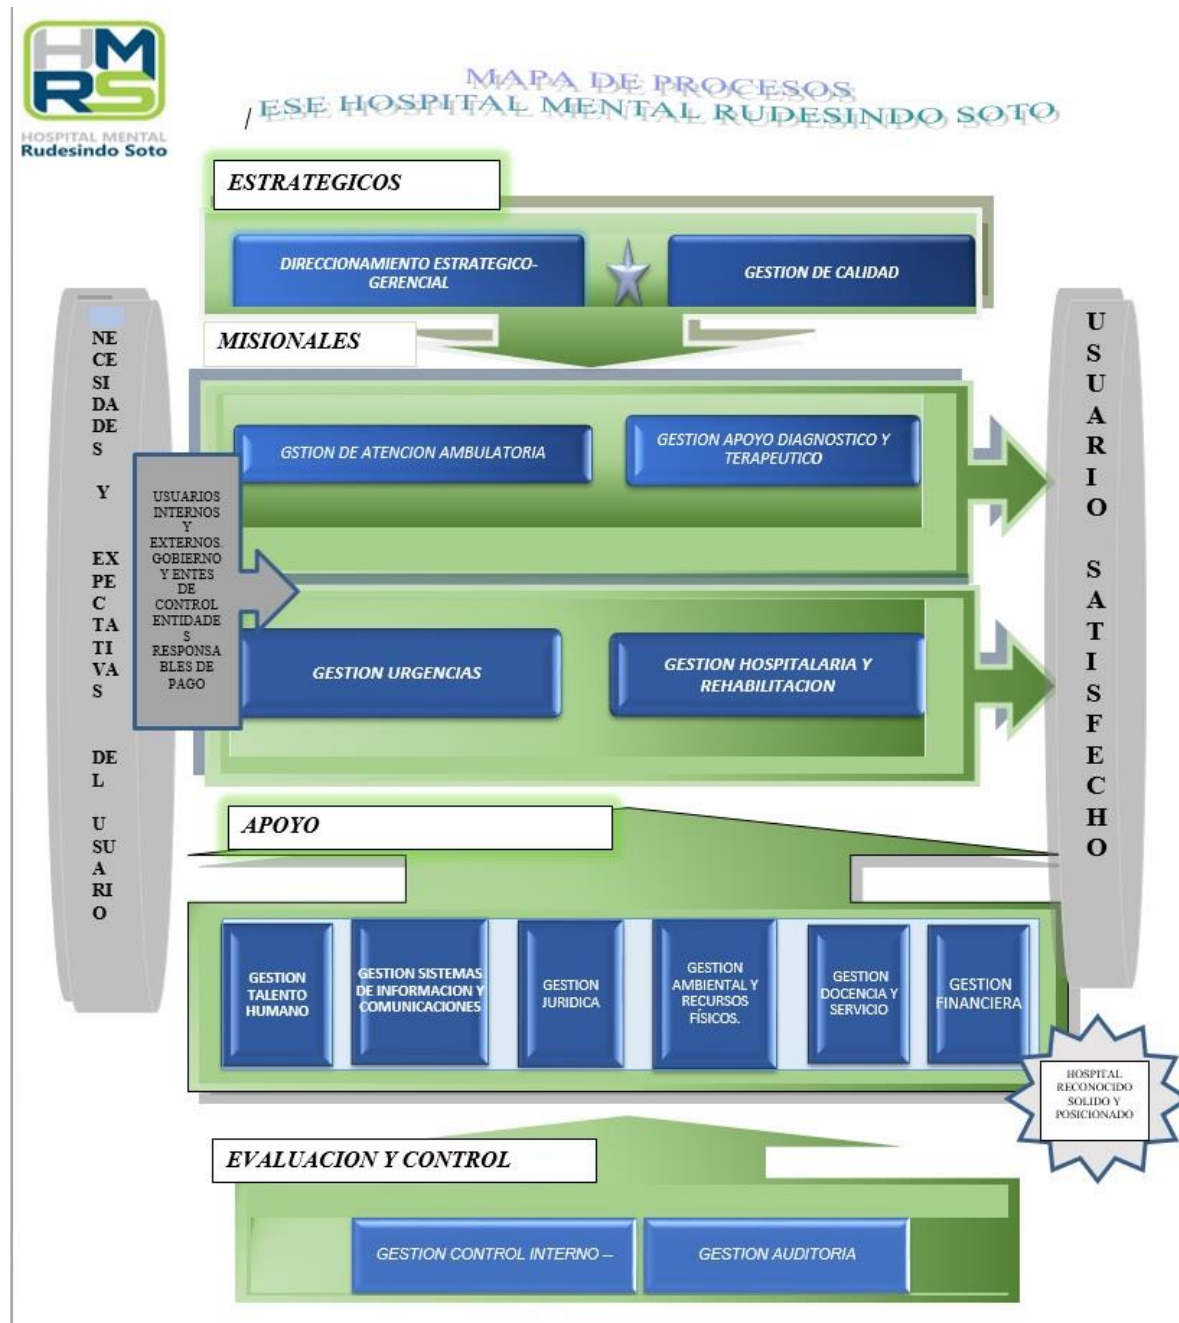 HMRS
HOSPITAL MENTAL
Rudesindo Soto
MAPA DE PROCESOS
/ESE HOSPITAL MENTAL RUDESINDO SOTO
ESTRATEGICOS
DIRECCIONAMIENTO ESTRATEGICO-
GERENCIAL
GESTION DE CALIDAD
MISIONALES
NE
CE
SI
DA
DE
S
Y
EX
PE
C
TA
TI
VA
S
DE
L
U
SU
A
RI
O
USUARIOS
INTERNOS
Y
EXTERNOS.
GOBIERNO
Y ENTES
DE
CONTROL
ENTIDADE
S
RESPONSA
BLES DE
PAGO
GSTION DE ATENCION AMBULATORIA
GESTION APOYO DIAGNOSTICO Y
TERAPEUTICO
GESTION URGENCIAS
GESTION HOSPITALARIA Y
REHABILITACION
U
S
U
A
R
I
O
S
A
T
I
S
F
E
C
H
O
APOYO
GESTION
TALENTO
HUMANO
GESTION SISTEMAS
DE INFORMACION Y
COMUNICACIONES
GESTION
JURIDICA
GESTION
AMBIENTAL Y
RECURSOS
FÍSICOS.
GESTION
DOCENCIA Y
SERVICIO
GESTION
FINANCIERA
HOSPITAL
RECONOCIDO
SOLIDO Y
POSICIONADO
EVALUACION Y CONTROL
GESTION CONTROL INTERNO –
GESTION AUDITORIA